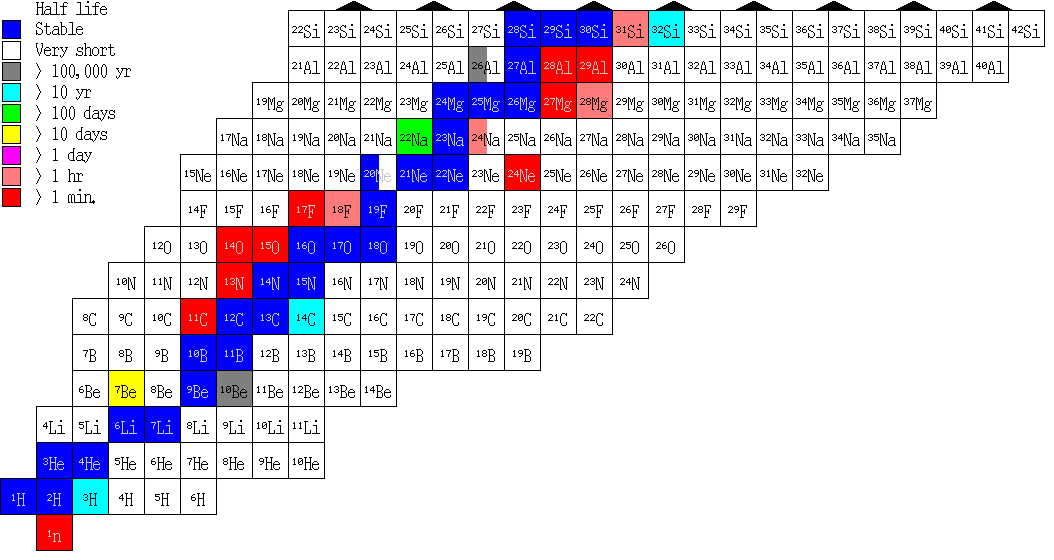 Half life
Stable
Very short
> 100,000 yr
> 10 yr
> 100 days
> 10 days
> 1 day
> 1 hr
> 1 min.
22Si 23Si 24Si 25Si 26Si 27Si 28Si 29Si 30Si 31Si 32Si 33Si 34Si 35Si 36Si 37Si 38Si 39Si 40Si 41Si 42Si
21Al 22Al 23Al 24Al 25Al 26Al 27Al 28Al 29Al 30Al 31Al 32Al 33Al 34Al 35Al 36Al 37Al 38Al 39Al 40Al
19Mg 20Mg 21Mg 22Mg 23Mg 24Mg 25Mg 26Mg 27Mg 28Mg 29Mg 30Mg 31Mg 32Mg 33Mg 34Mg 35Mg 36Mg 37Mg
17Na 18Na 19Na 20Na 21Na 22Na 23Na 24Na 25Na 26Na 27Na 28Na 29Na 30Na 31Na 32Na 33Na 34Na 35Na
15Ne 16Ne 17Ne 18Ne 19Ne 20Ne 21Ne 22Ne 23Ne 24Ne 25Ne 26Ne 27Ne 28Ne 29Ne 30Ne 31Ne 32Ne
14F 15F 16F 17F 18F 19F 20F 21F 22F 23F 24F 25F 26F 27F 28F 29F
12O 13O 14O 15O 16O 17O 18O 19O 20O 21O 22O 23O 24O 25O 26O
10N 11N 12N 13N 14N 15N 16N 17N 18N 19N 20N 21N 22N 23N 24N
8C 9C 10C 11C 12C 13C 14C 15C 16C 17C 18C 19C 20C 21C 22C
7B 8B 9B 10B 11B 12B 13B 14B 15B 16B 17B 18B 19B
6Be 7Be 8Be 9Be 10Be 11Be 12Be 13Be 14Be
4Li 5Li 6Li 7Li 8Li 9Li 10Li 11Li
3He 4He 5He 6He 7He 8He 9He 10He
1H 2H 3H 4H 5H 6H
1n